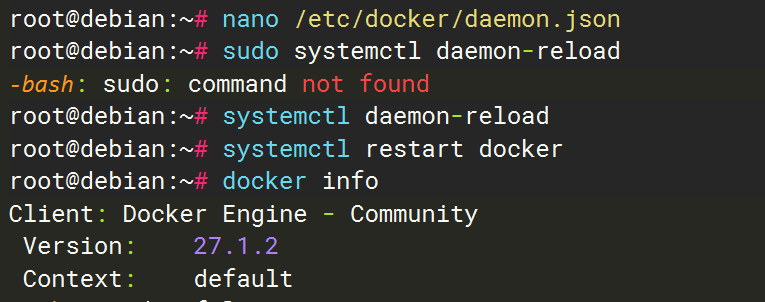 root@debian:~# nano /etc/docker/daemon.json
root@debian:~# sudo systemctl daemon-reload
-bash: sudo: command not found
root@debian:~# systemctl daemon-reload
root@debian:~# systemctl restart docker
root@debian:~# docker info
Client: Docker Engine - Community
 Version:    27.1.2
 Context:    default